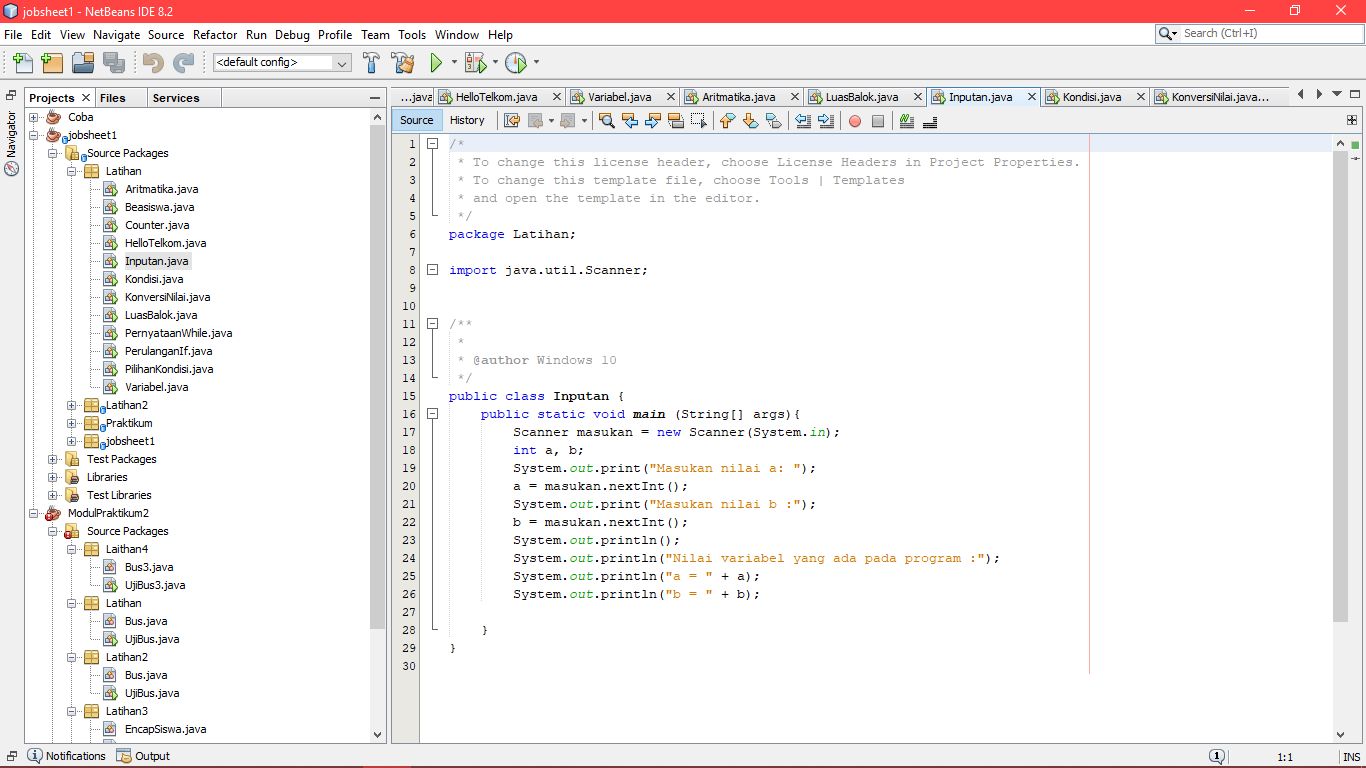 jobsheet1 - NetBeans IDE 8.2
File Edit View Navigate Source Refactor Run Debug Profile Team Tools Window Help
Search (Ctrl+I)
<default config>
Projects Files Services
Navigator
Coba
jobsheet1
Source Packages
Latihan
Aritmatika.java
Beasiswa.java
Counter.java
HelloTelkom.java
Inputan.java
Kondisi.java
KonversiNilai.java
LuasBalok.java
PernyataanWhile.java
PerulanganIf.java
PilihanKondisi.java
Variabel.java
Latihan2
Praktikum
jobsheet1
Test Packages
Libraries
Test Libraries
ModulPraktikum2
Source Packages
Laithan4
Bus3.java
UjiBus3.java
Latihan
Bus.java
UjiBus.java
Latihan2
Bus.java
UjiBus.java
Latihan3
EncapSiswa.java
...java HelloTelkom.java Variabel.java Aritmatika.java LuasBalok.java Inputan.java Kondisi.java KonversiNilai.java...
Source History
1 /*
2 * To change this license header, choose License Headers in Project Properties.
3 * To change this template file, choose Tools | Templates
4 * and open the template in the editor.
5 */
6 package Latihan;
7
8 import java.util.Scanner;
9
10
11 /**
12 *
13 * @author Windows 10
14 */
15 public class Inputan {
16 public static void main (String[] args){
17 Scanner masukan = new Scanner(System.in);
18 int a, b;
19 System.out.print("Masukan nilai a: ");
20 a = masukan.nextInt();
21 System.out.print("Masukan nilai b :");
22 b = masukan.nextInt();
23 System.out.println();
24 System.out.println("Nilai variabel yang ada pada program :");
25 System.out.println("a = " + a);
26 System.out.println("b = " + b);
27
28 }
29 }
30
Notifications Output
1 1:1 INS